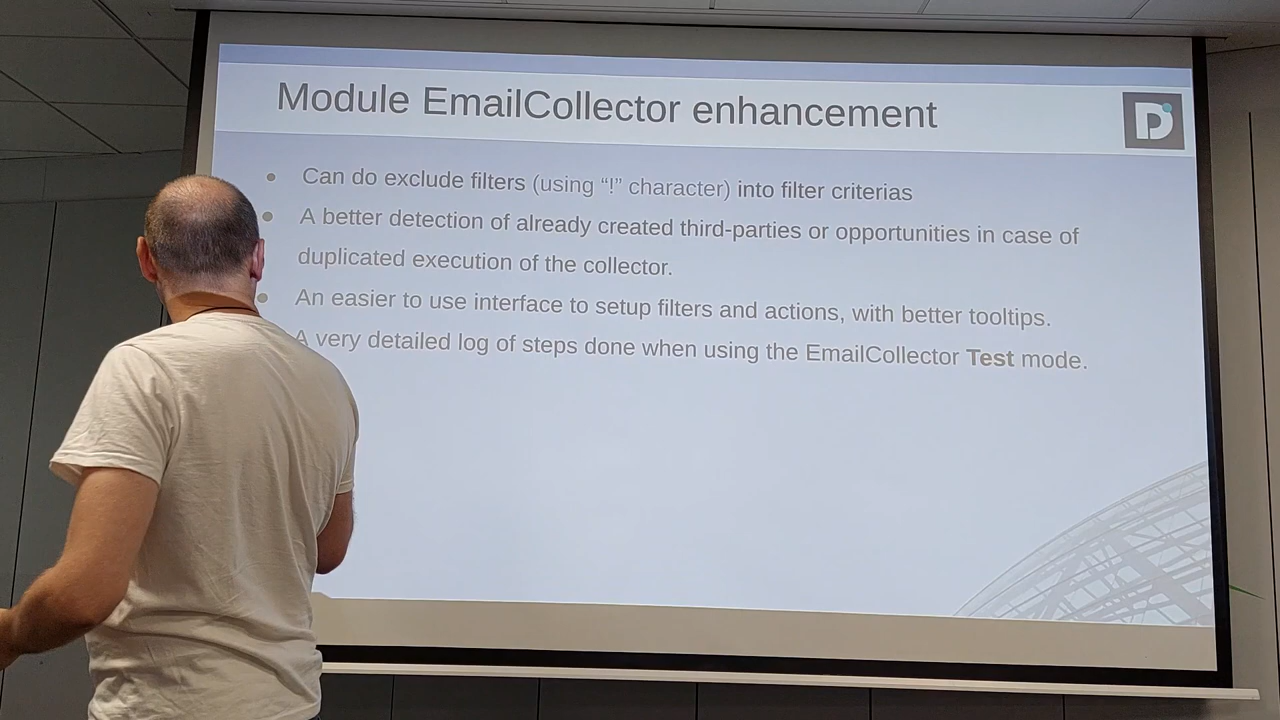 Module EmailCollector enhancement
D
Can do exclude filters (using “!” character) into filter criterias
A better detection of already created third-parties or opportunities in case of
duplicated execution of the collector.
An easier to use interface to setup filters and actions, with better tooltips.
A very detailed log of steps done when using the EmailCollector Test mode.